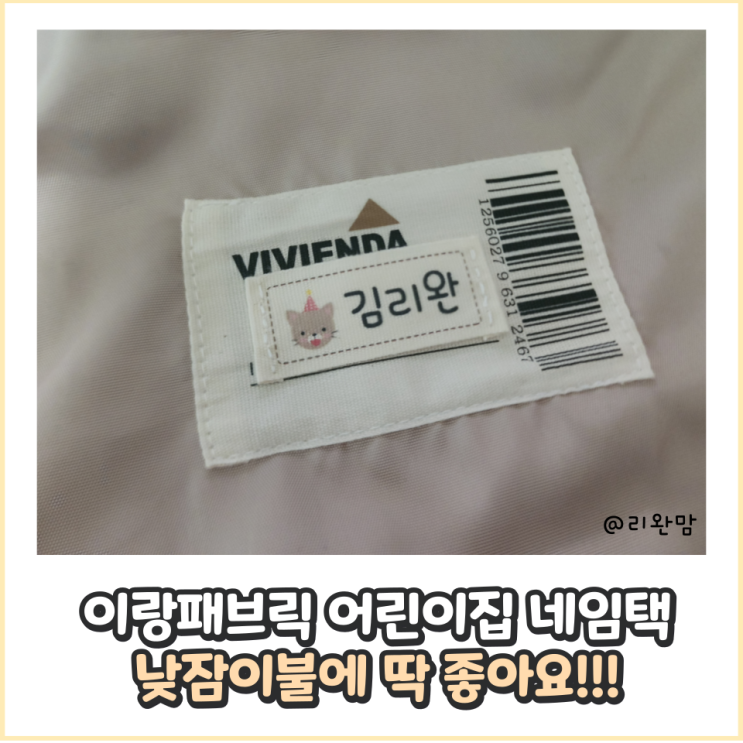 VIVIENDA
김리완
1256027 9 631 2467
@리완맘
이랑패브릭 어린이집 네임택
낮잠이불에 딱 좋아요!!!